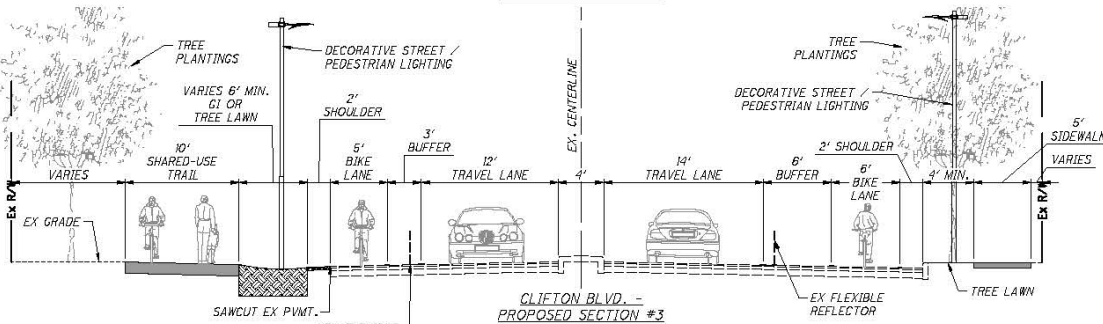 TREE
PLANTINGS
DECORATIVE STREET /
PEDESTRIAN LIGHTING
VARIES 6' MIN.
GI OR
TREE LAWN
2'
SHOULDER
EX. CENTERLINE
TREE
PLANTINGS
DECORATIVE STREET /
PEDESTRIAN LIGHTING
5'
SIDEWALK
VARIES
Ex R/W
VARIES
10'
SHARED-USE
TRAIL
5'
BIKE
LANE
3'
BUFFER
12'
TRAVEL LANE
4'
14'
TRAVEL LANE
6'
BUFFER
2' SHOULDER
6'
BIKE
LANE
4' MIN.
Ex R/W
EX GRADE
SAWCUT EX PVMT.
CLIFTON BLVD. -
PROPOSED SECTION #3
EX FLEXIBLE
REFLECTOR
TREE LAWN